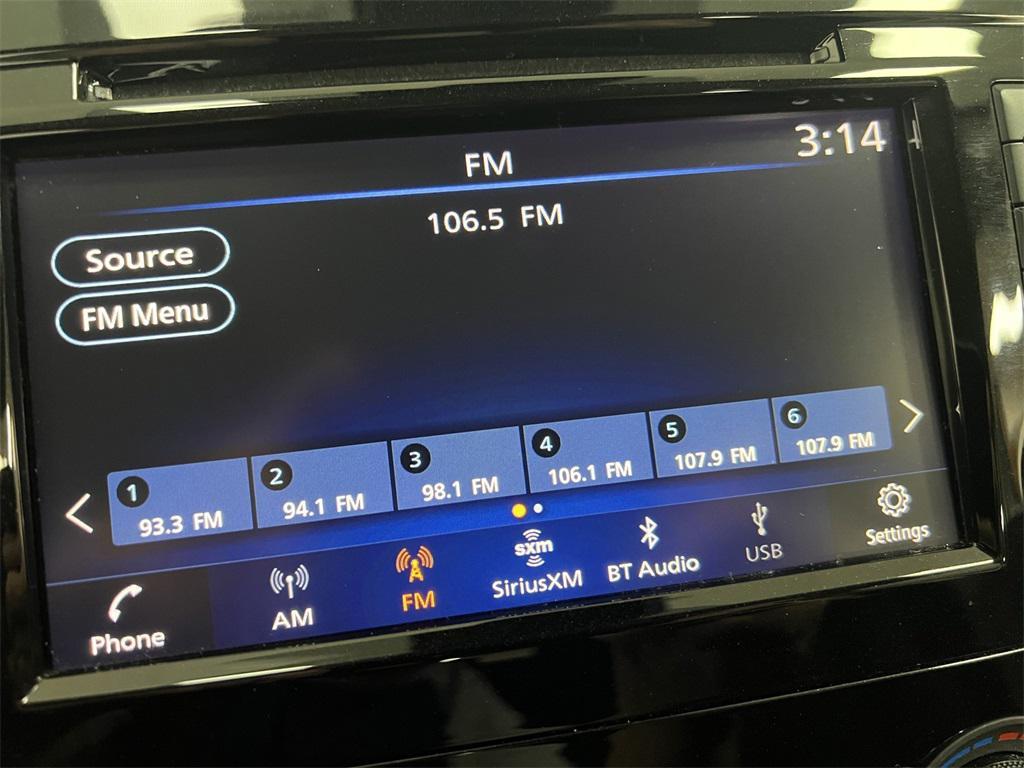 FM
3:14
106.5 FM
Source
FM Menu
1
93.3 FM
2
94.1 FM
3
98.1 FM
4
106.1 FM
5
107.9 FM
6
107.9 FM
Phone
AM
FM
sxm
SiriusXM
BT Audio
USB
Settings